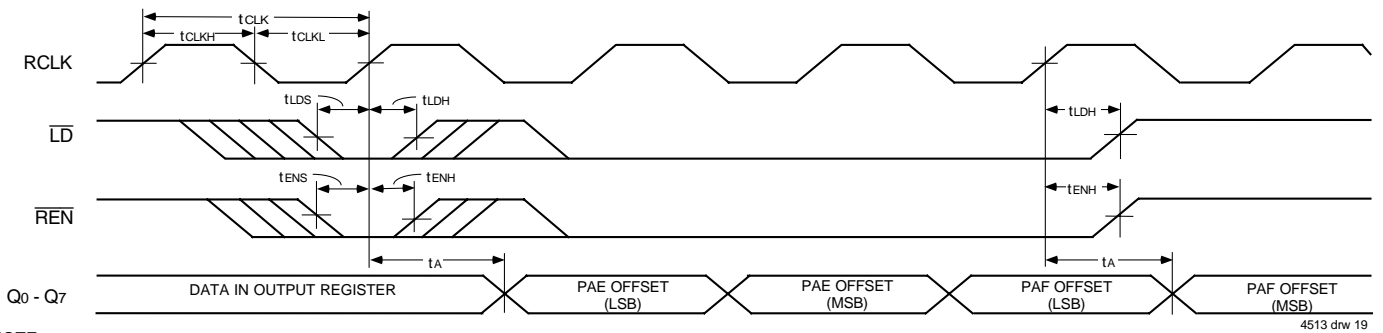 tCLK
tCLKH
tCLKL
RCLK
tLDS
tLDH
tLDH
LD
tENS
tENH
tENH
REN
tA
tA
Q0 - Q7
DATA IN OUTPUT REGISTER
PAE OFFSET
(LSB)
PAE OFFSET
(MSB)
PAF OFFSET
(LSB)
PAF OFFSET
(MSB)
4513 drw 19